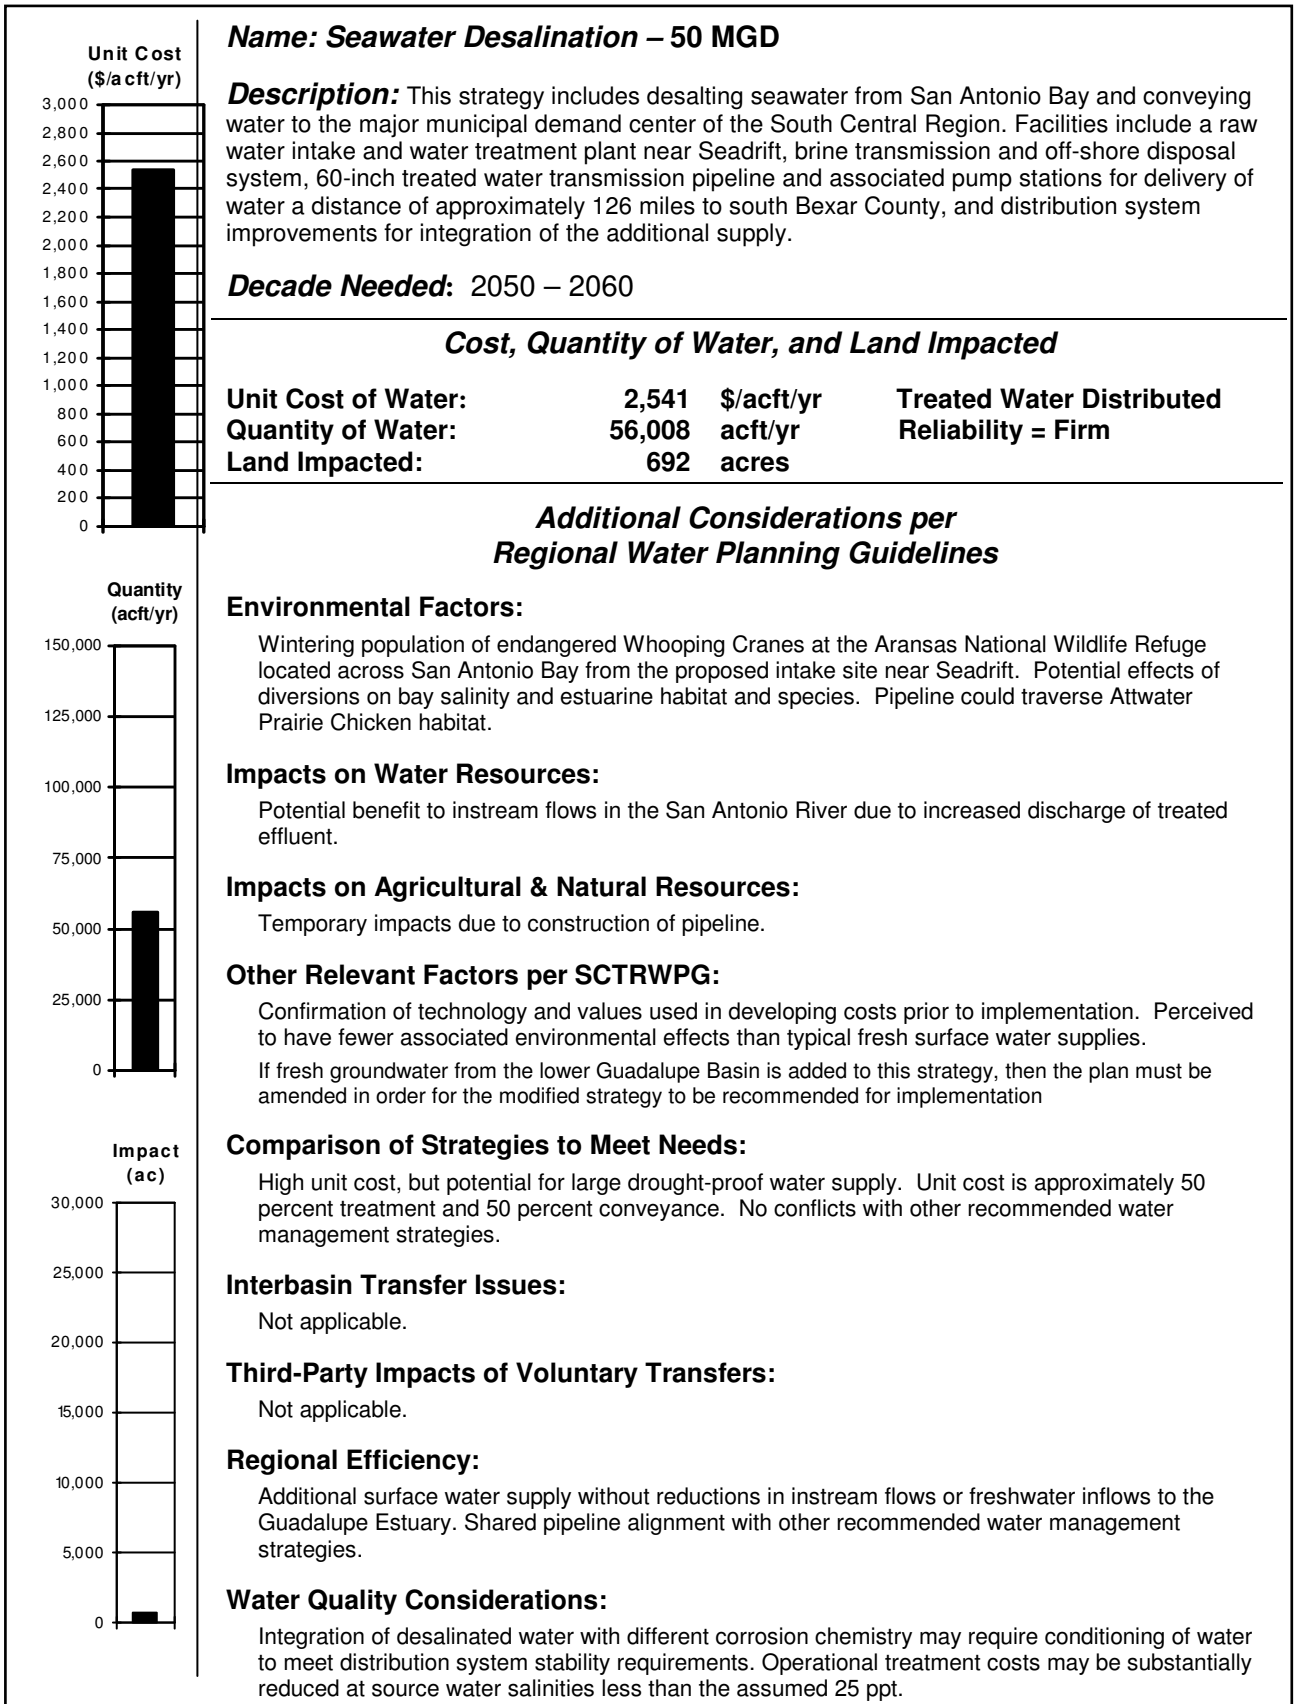 Unit Cost
($/acft/yr)
3,000
2,800
2,600
2,400
2,200
2,000
1,800
1,600
1,400
1,200
1,000
800
600
400
200
0
Quantity
(acft/yr)
150,000
125,000
100,000
75,000
50,000
25,000
0
Impact
(ac)
30,000
25,000
20,000
15,000
10,000
5,000
0
Name: Seawater Desalination – 50 MGD
Description: This strategy includes desalting seawater from San Antonio Bay and conveying
water to the major municipal demand center of the South Central Region. Facilities include a raw
water intake and water treatment plant near Seadrift, brine transmission and off-shore disposal
system, 60-inch treated water transmission pipeline and associated pump stations for delivery of
water a distance of approximately 126 miles to south Bexar County, and distribution system
improvements for integration of the additional supply.
Decade Needed: 2050 – 2060
Cost, Quantity of Water, and Land Impacted
Unit Cost of Water: 2,541 $/acft/yr Treated Water Distributed
Quantity of Water: 56,008 acft/yr Reliability = Firm
Land Impacted: 692 acres
Additional Considerations per
Regional Water Planning Guidelines
Environmental Factors:
Wintering population of endangered Whooping Cranes at the Aransas National Wildlife Refuge
located across San Antonio Bay from the proposed intake site near Seadrift. Potential effects of
diversions on bay salinity and estuarine habitat and species. Pipeline could traverse Attwater
Prairie Chicken habitat.
Impacts on Water Resources:
Potential benefit to instream flows in the San Antonio River due to increased discharge of treated
effluent.
Impacts on Agricultural & Natural Resources:
Temporary impacts due to construction of pipeline.
Other Relevant Factors per SCTRWPG:
Confirmation of technology and values used in developing costs prior to implementation. Perceived
to have fewer associated environmental effects than typical fresh surface water supplies.
If fresh groundwater from the lower Guadalupe Basin is added to this strategy, then the plan must be
amended in order for the modified strategy to be recommended for implementation
Comparison of Strategies to Meet Needs:
High unit cost, but potential for large drought-proof water supply. Unit cost is approximately 50
percent treatment and 50 percent conveyance. No conflicts with other recommended water
management strategies.
Interbasin Transfer Issues:
Not applicable.
Third-Party Impacts of Voluntary Transfers:
Not applicable.
Regional Efficiency:
Additional surface water supply without reductions in instream flows or freshwater inflows to the
Guadalupe Estuary. Shared pipeline alignment with other recommended water management
strategies.
Water Quality Considerations:
Integration of desalinated water with different corrosion chemistry may require conditioning of water
to meet distribution system stability requirements. Operational treatment costs may be substantially
reduced at source water salinities less than the assumed 25 ppt.